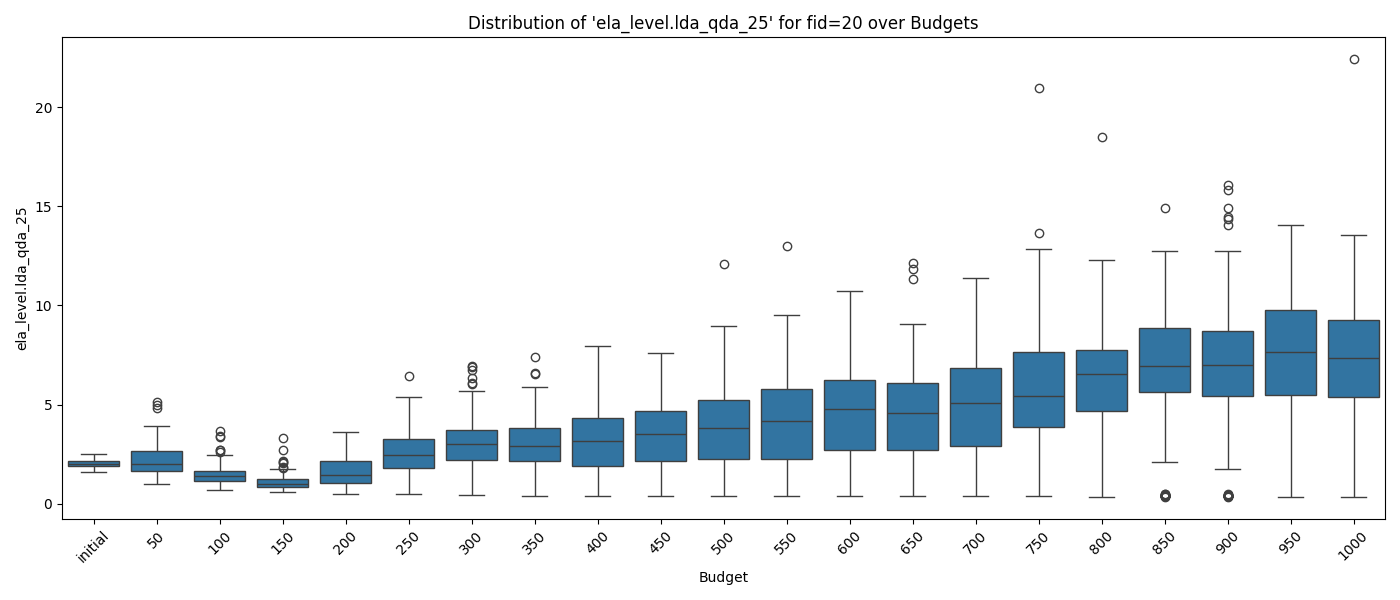 Distribution of 'ela_level.lda_qda_25' for fid=20 over Budgets
ela_level.lda_qda_25
20
15
10
5
0
initial 50 100 150 200 250 300 350 400 450 500 550 600 650 700 750 800 850 900 950 1000
Budget